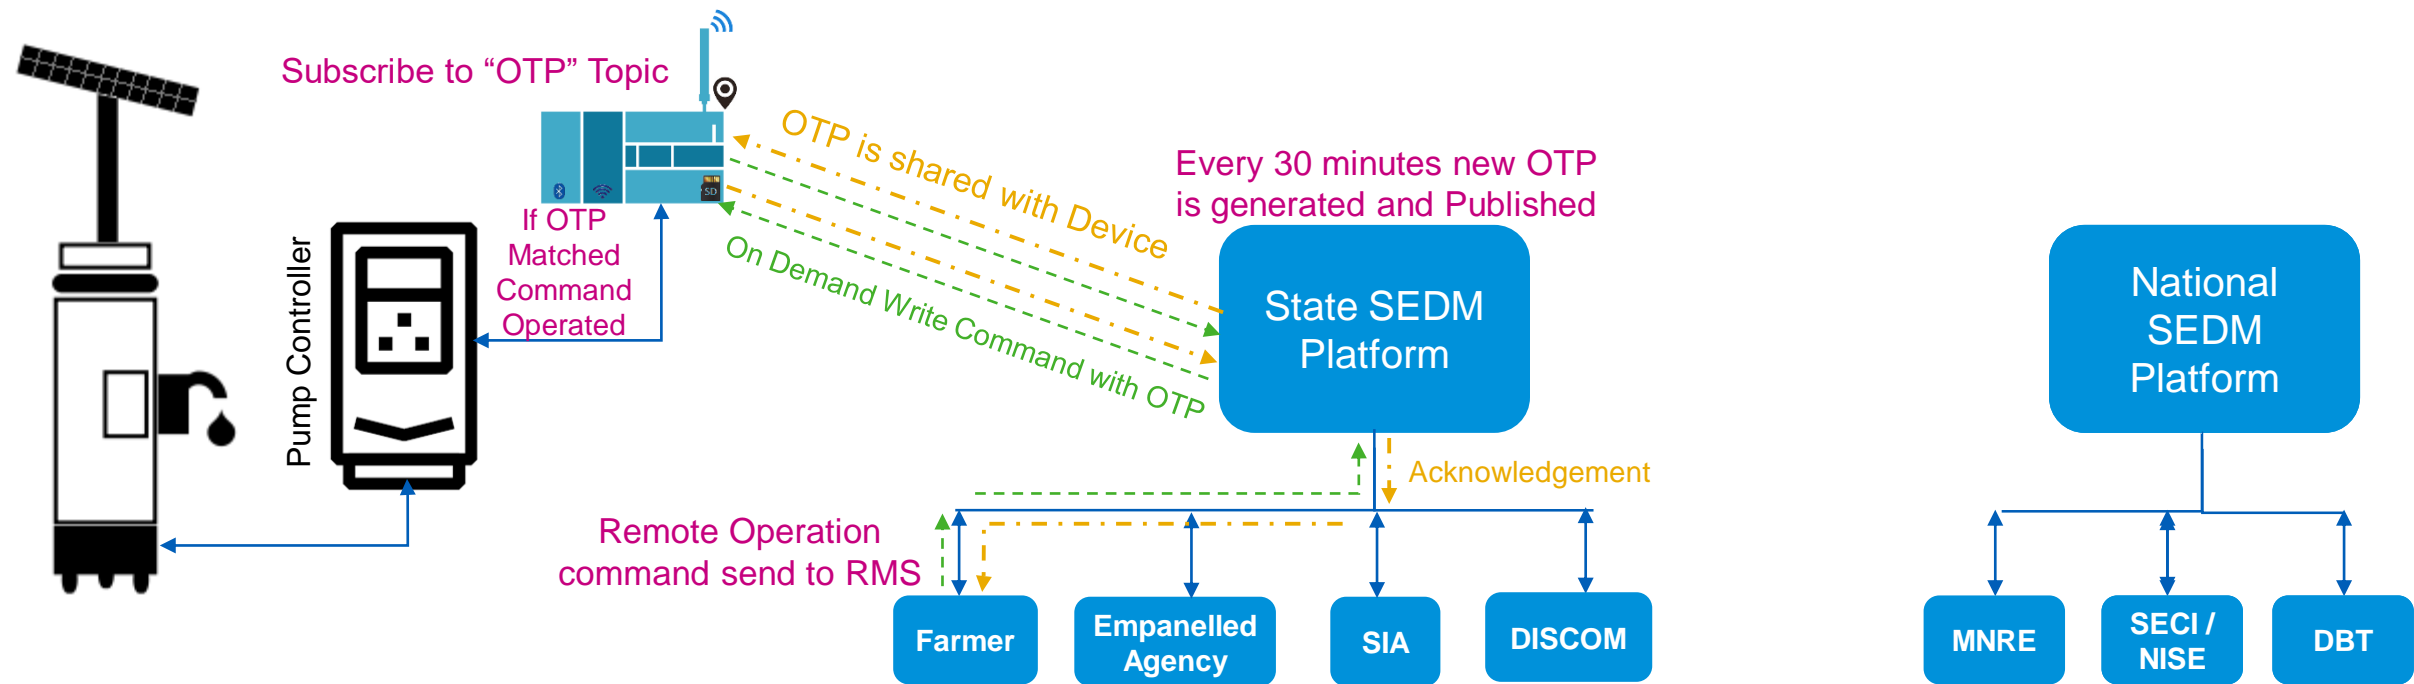 Subscribe to “OTP” Topic
OTP is shared with Device
Every 30 minutes new OTP
is generated and Published
SD
If OTP
Matched
Command
Operated
Pump Controller
On Demand Write Command with OTP
State SEDM
Platform
National
SEDM
Platform
Acknowledgement
Remote Operation
command send to RMS
Farmer
Empanelled
Agency
SIA
DISCOM
MNRE
SECI /
NISE
DBT